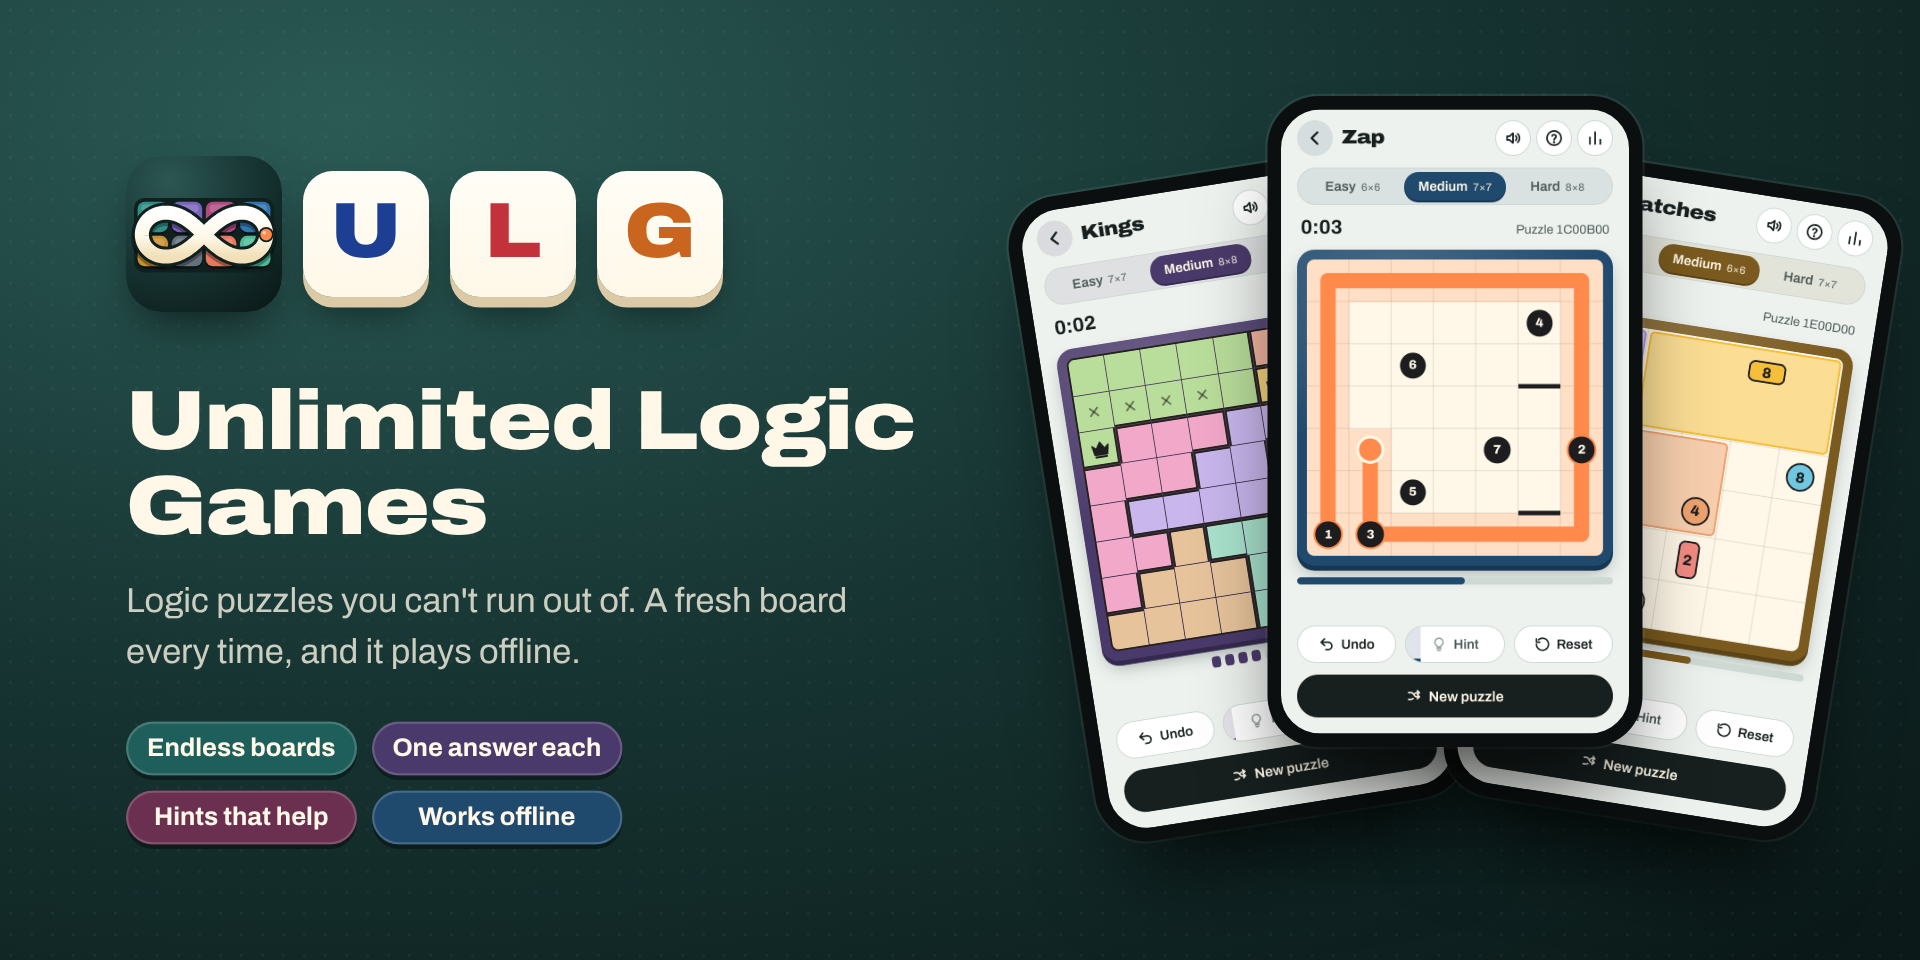 U L G
Unlimited Logic
Games
Logic puzzles you can't run out of. A fresh board
every time, and it plays offline.
Endless boards
One answer each
Hints that help
Works offline
Kings
Easy 7×7
Medium 8×8
0:02
Undo
New puzzle
Zap
Easy 6×6
Medium 7×7
Hard 8×8
0:03
Puzzle 1C00B00
4
6
7
2
5
1
3
Undo
Hint
Reset
New puzzle
atches
Medium 6×6
Hard 7×7
Puzzle 1E00D00
8
8
4
2
Hint
Reset
New puzzle